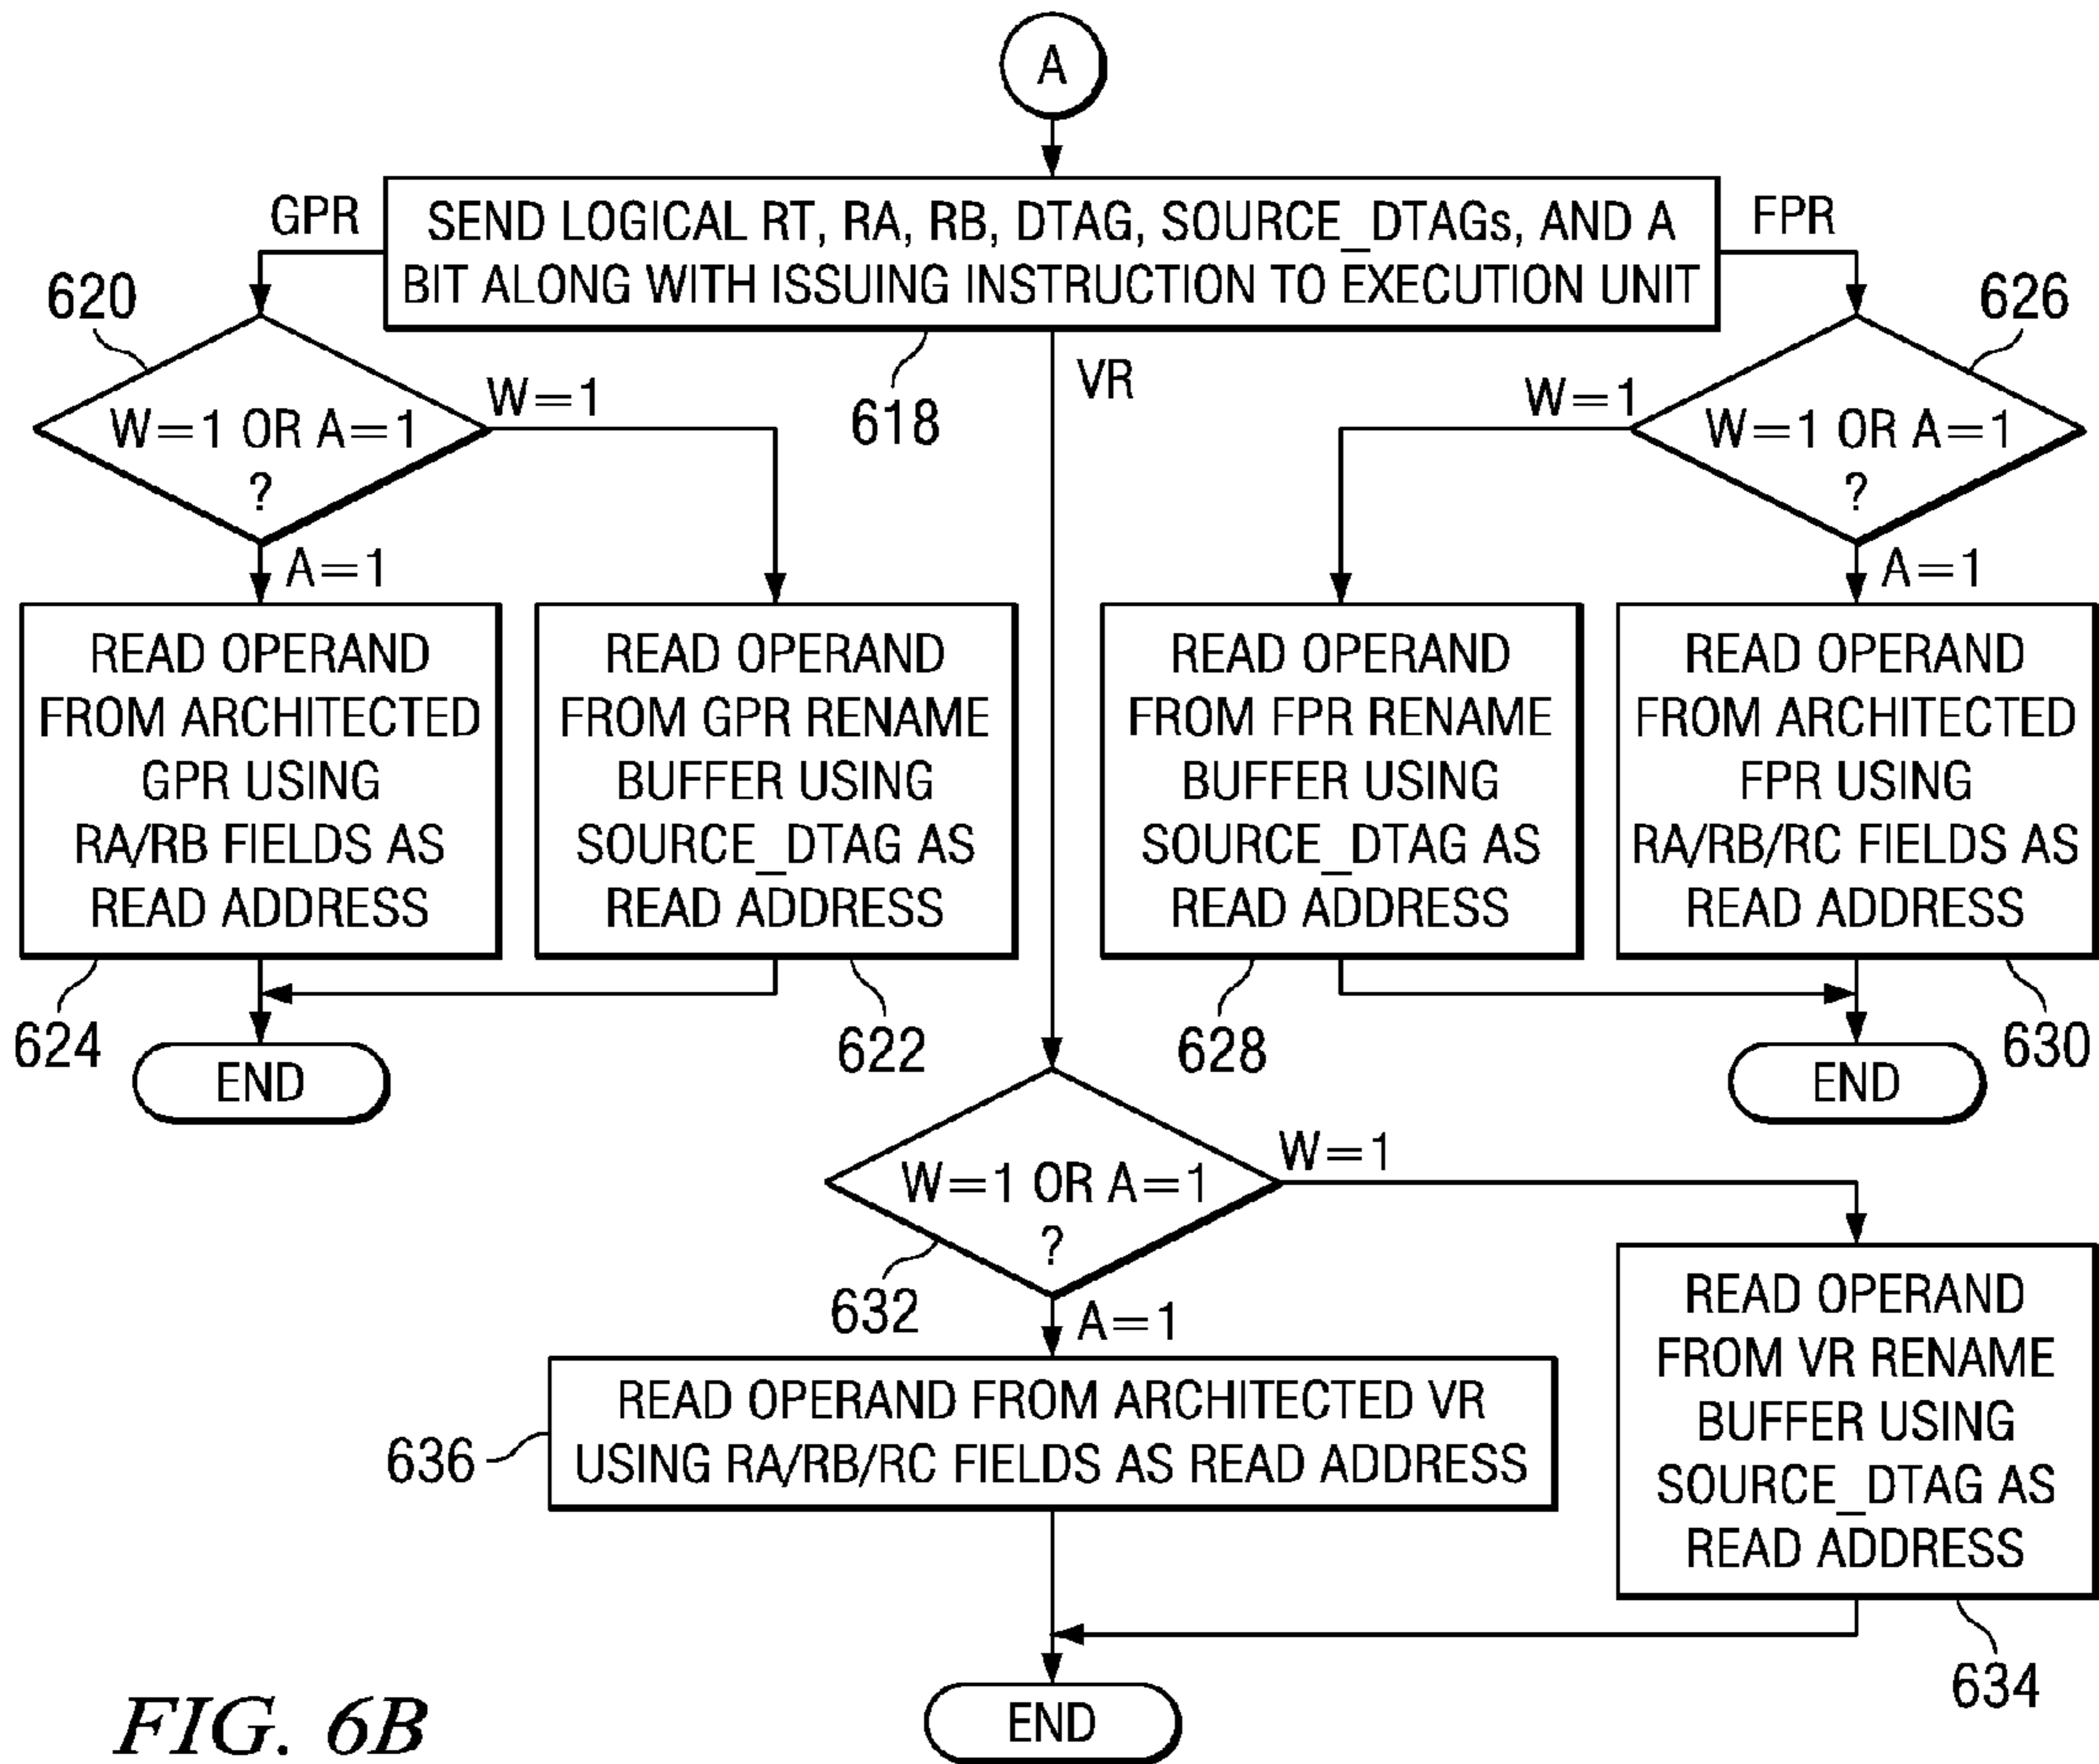 A
GPR
SEND LOGICAL RT, RA, RB, DTAG, SOURCE_DTAGs, AND A
BIT ALONG WITH ISSUING INSTRUCTION TO EXECUTION UNIT
FPR
620
626
618
VR
W=1 OR A=1
?
W=1
A=1
W=1
W=1 OR A=1
?
A=1
READ OPERAND
FROM ARCHITECTED
GPR USING
RA/RB FIELDS AS
READ ADDRESS
READ OPERAND
FROM GPR RENAME
BUFFER USING
SOURCE_DTAG AS
READ ADDRESS
READ OPERAND
FROM FPR RENAME
BUFFER USING
SOURCE_DTAG AS
READ ADDRESS
READ OPERAND
FROM ARCHITECTED
FPR USING
RA/RB/RC FIELDS AS
READ ADDRESS
624
622
628
630
END
END
W=1 OR A=1
?
W=1
632
A=1
READ OPERAND FROM ARCHITECTED VR
USING RA/RB/RC FIELDS AS READ ADDRESS
636
READ OPERAND
FROM VR RENAME
BUFFER USING
SOURCE_DTAG AS
READ ADDRESS
634
END
FIG. 6B